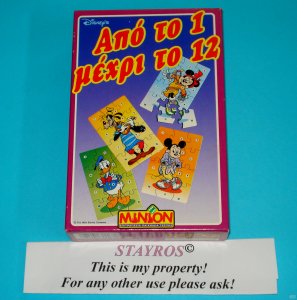 Disney's
Από το 1
μέχρι το 12
MINION
STAYROS©
This is my property!
For any other use please ask!